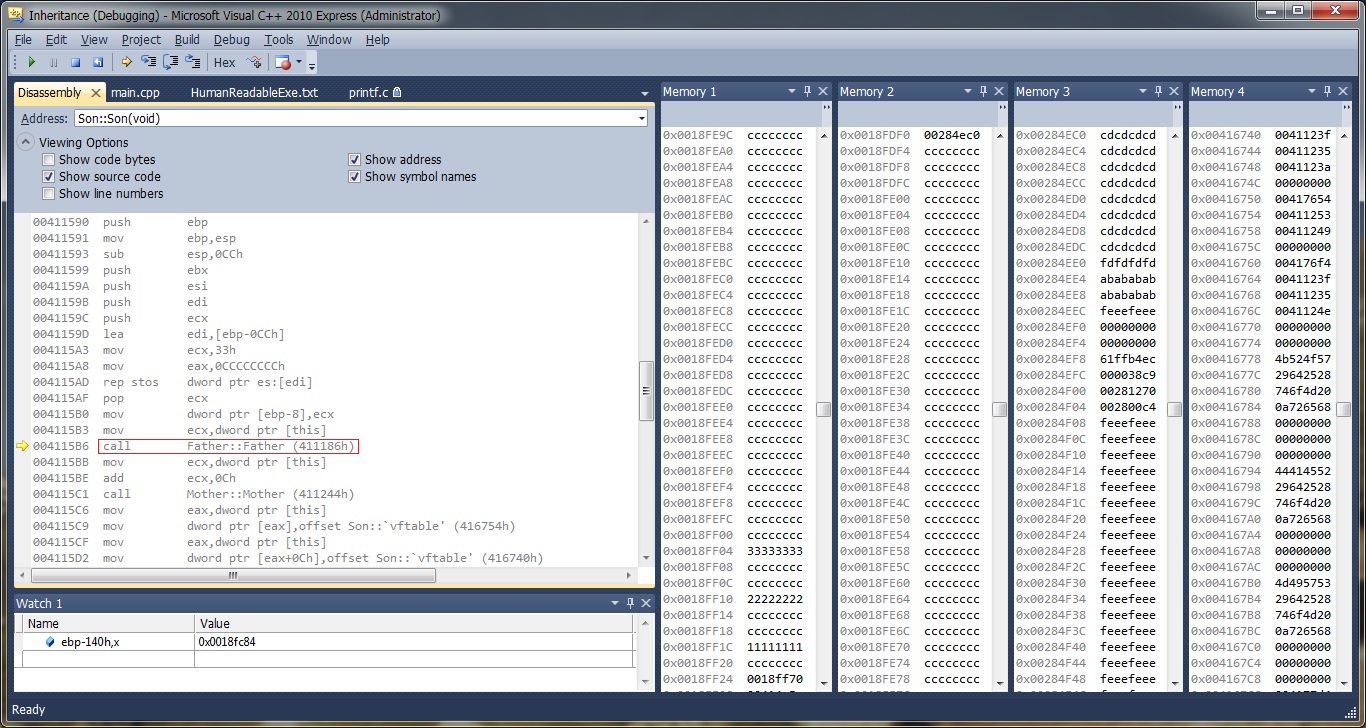 Inheritance (Debugging) - Microsoft Visual C++ 2010 Express (Administrator)
File Edit View Project Build Debug Tools Window Help
Hex
Disassembly main.cpp HumanReadableExe.txt printf.c
Address: Son::Son(void)
Viewing Options
Show code bytes Show address
Show source code Show symbol names
Show line numbers
00411590 push ebp
00411591 mov ebp,esp
00411593 sub esp,0CCh
00411599 push ebx
0041159A push esi
0041159B push edi
0041159C push ecx
0041159D lea edi,[ebp-0CCh]
004115A3 mov ecx,33h
004115A8 mov eax,0CCCCCCCCh
004115AD rep stos dword ptr es:[edi]
004115AF pop ecx
004115B0 mov dword ptr [ebp-8],ecx
004115B3 mov ecx,dword ptr [this]
004115B6 call Father::Father (411186h)
004115BB mov ecx,dword ptr [this]
004115BE add ecx,0Ch
004115C1 call Mother::Mother (411244h)
004115C6 mov eax,dword ptr [this]
004115C9 mov dword ptr [eax],offset Son::`vftable' (416754h)
004115CF mov eax,dword ptr [this]
004115D2 mov dword ptr [eax+0Ch],offset Son::`vftable' (416740h)
Watch 1
Name Value
ebp-140h,x 0x0018fc84
Memory 1
0x0018FE9C cccccccc
0x0018FEA0 cccccccc
0x0018FEA4 cccccccc
0x0018FEA8 cccccccc
0x0018FEAC cccccccc
0x0018FEB0 cccccccc
0x0018FEB4 cccccccc
0x0018FEB8 cccccccc
0x0018FEBC cccccccc
0x0018FEC0 cccccccc
0x0018FEC4 cccccccc
0x0018FEC8 cccccccc
0x0018FECC cccccccc
0x0018FED0 cccccccc
0x0018FED4 cccccccc
0x0018FED8 cccccccc
0x0018FEDC cccccccc
0x0018FEE0 cccccccc
0x0018FEE4 cccccccc
0x0018FEE8 cccccccc
0x0018FEEC cccccccc
0x0018FEF0 cccccccc
0x0018FEF4 cccccccc
0x0018FEF8 cccccccc
0x0018FEFC cccccccc
0x0018FF00 cccccccc
0x0018FF04 33333333
0x0018FF08 cccccccc
0x0018FF0C cccccccc
0x0018FF10 22222222
0x0018FF14 cccccccc
0x0018FF18 cccccccc
0x0018FF1C 11111111
0x0018FF20 cccccccc
0x0018FF24 0018ff70
Memory 2
0x0018FDF0 00284ec0
0x0018FDF4 cccccccc
0x0018FDF8 cccccccc
0x0018FDFC cccccccc
0x0018FE00 cccccccc
0x0018FE04 cccccccc
0x0018FE08 cccccccc
0x0018FE0C cccccccc
0x0018FE10 cccccccc
0x0018FE14 cccccccc
0x0018FE18 cccccccc
0x0018FE1C cccccccc
0x0018FE20 cccccccc
0x0018FE24 cccccccc
0x0018FE28 cccccccc
0x0018FE2C cccccccc
0x0018FE30 cccccccc
0x0018FE34 cccccccc
0x0018FE38 cccccccc
0x0018FE3C cccccccc
0x0018FE40 cccccccc
0x0018FE44 cccccccc
0x0018FE48 cccccccc
0x0018FE4C cccccccc
0x0018FE50 cccccccc
0x0018FE54 cccccccc
0x0018FE58 cccccccc
0x0018FE5C cccccccc
0x0018FE60 cccccccc
0x0018FE64 cccccccc
0x0018FE68 cccccccc
0x0018FE6C cccccccc
0x0018FE70 cccccccc
0x0018FE74 cccccccc
0x0018FE78 cccccccc
Memory 3
0x00284EC0 cdcdcdcd
0x00284EC4 cdcdcdcd
0x00284EC8 cdcdcdcd
0x00284ECC cdcdcdcd
0x00284ED0 cdcdcdcd
0x00284ED4 cdcdcdcd
0x00284ED8 cdcdcdcd
0x00284EDC cdcdcdcd
0x00284EE0 fdfdfdfd
0x00284EE4 abababab
0x00284EE8 abababab
0x00284EEC feeefeee
0x00284EF0 00000000
0x00284EF4 00000000
0x00284EF8 61ffb4ec
0x00284EFC 000038c9
0x00284F00 00281270
0x00284F04 002800c4
0x00284F08 feeefeee
0x00284F0C feeefeee
0x00284F10 feeefeee
0x00284F14 feeefeee
0x00284F18 feeefeee
0x00284F1C feeefeee
0x00284F20 feeefeee
0x00284F24 feeefeee
0x00284F28 feeefeee
0x00284F2C feeefeee
0x00284F30 feeefeee
0x00284F34 feeefeee
0x00284F38 feeefeee
0x00284F3C feeefeee
0x00284F40 feeefeee
0x00284F44 feeefeee
0x00284F48 feeefeee
Memory 4
0x00416740 0041123f
0x00416744 00411235
0x00416748 0041123a
0x0041674C 00000000
0x00416750 00417654
0x00416754 00411253
0x00416758 00411249
0x0041675C 00000000
0x00416760 004176f4
0x00416764 0041123f
0x00416768 00411235
0x0041676C 0041124e
0x00416770 00000000
0x00416774 00000000
0x00416778 4b524f57
0x0041677C 29642528
0x00416780 746f4d20
0x00416784 0a726568
0x00416788 00000000
0x0041678C 00000000
0x00416790 00000000
0x00416794 44414552
0x00416798 29642528
0x0041679C 746f4d20
0x004167A0 0a726568
0x004167A4 00000000
0x004167A8 00000000
0x004167AC 00000000
0x004167B0 4d495753
0x004167B4 29642528
0x004167B8 746f4d20
0x004167BC 0a726568
0x004167C0 00000000
0x004167C4 00000000
0x004167C8 00000000
Ready